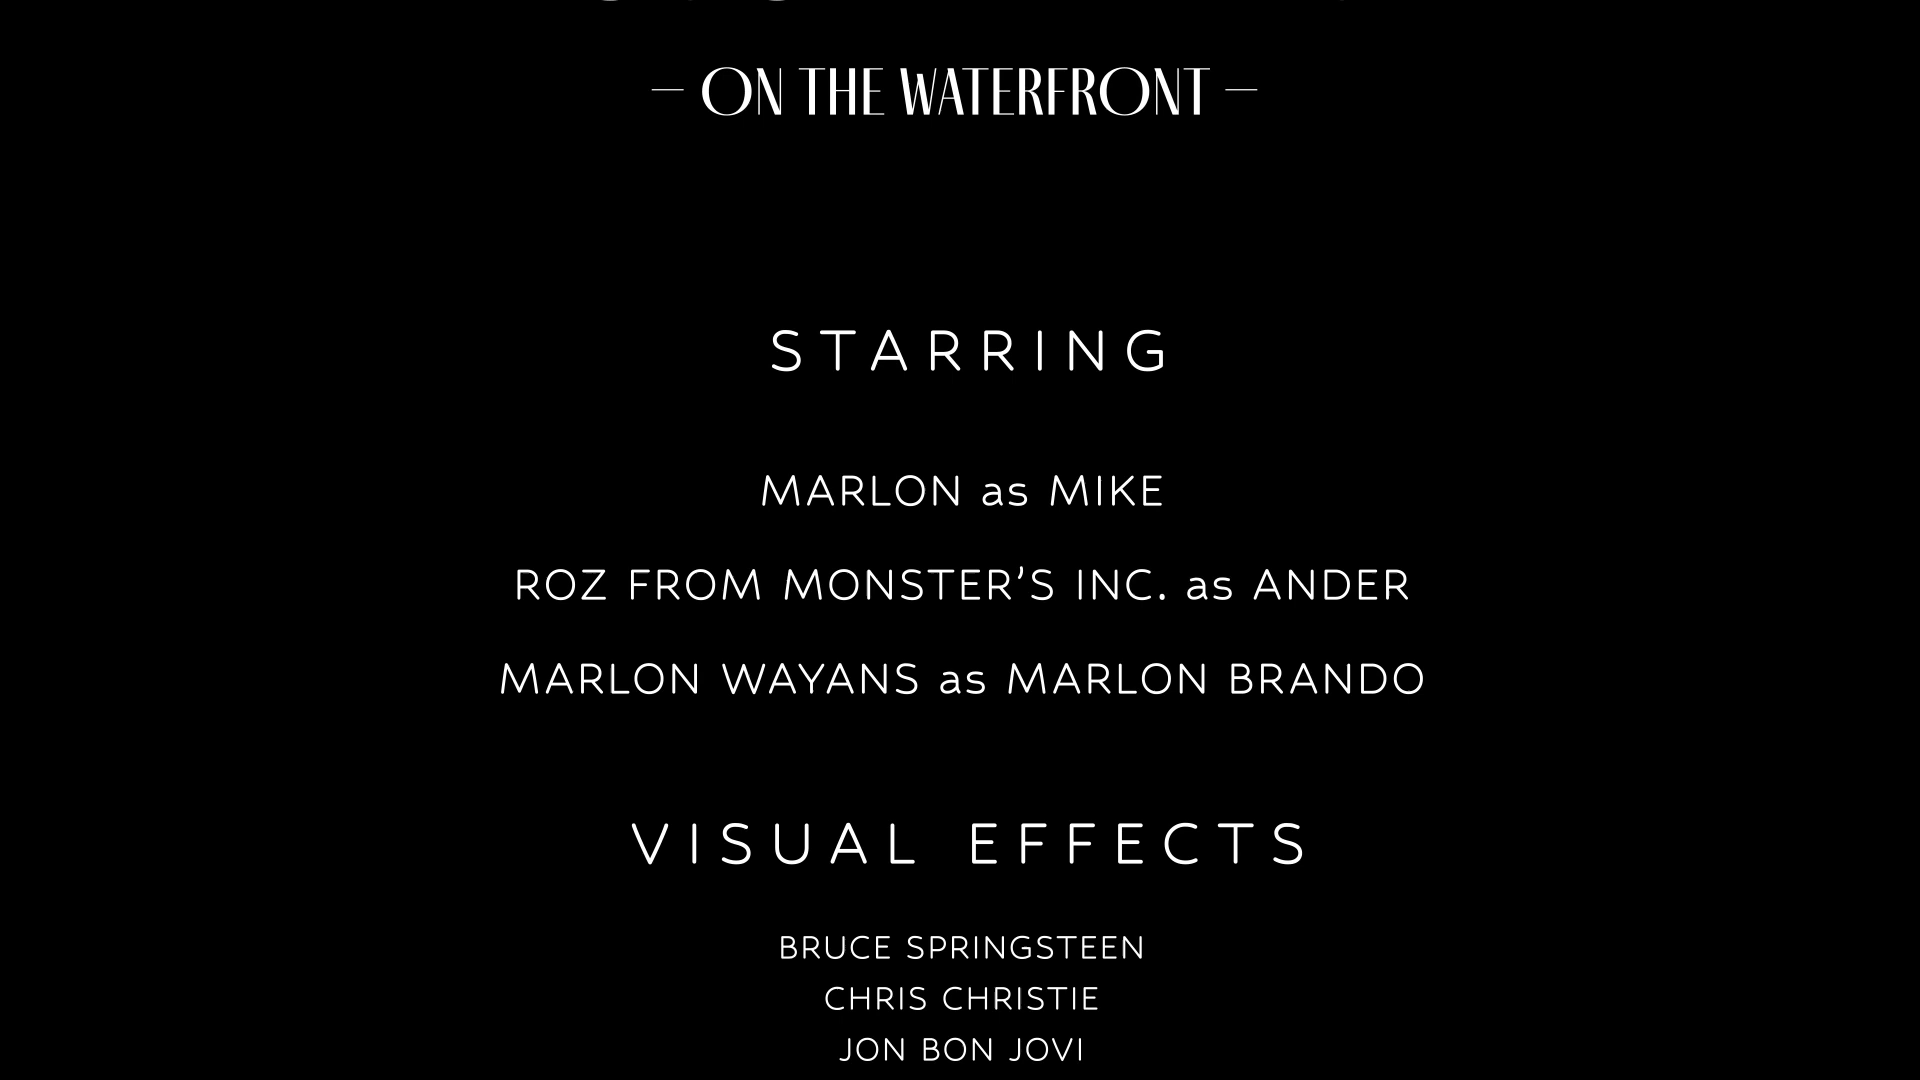 — ON THE WATERFRONT —
STARRING
MARLON as MIKE
ROZ FROM MONSTER’S INC. as ANDER
MARLON WAYANS as MARLON BRANDO
VISUAL EFFECTS
BRUCE SPRINGSTEEN
CHRIS CHRISTIE
JON BON JOVI